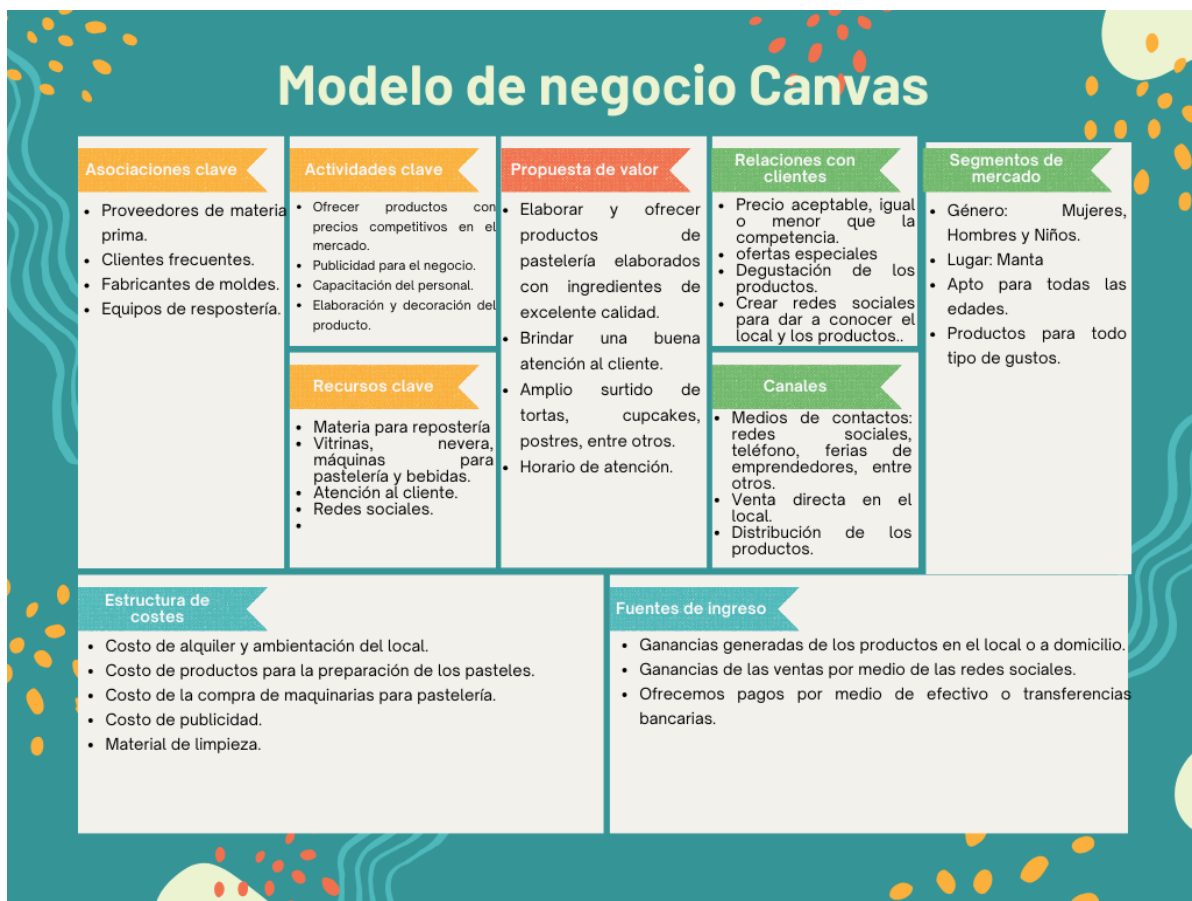 Modelo de negocio Canvas
Asociaciones clave
• Proveedores de materia
prima.
• Clientes frecuentes.
• Fabricantes de moldes.
• Equipos de respostería.
Actividades clave
• Ofrecer productos con
precios competitivos en el
mercado.
• Publicidad para el negocio.
• Capacitación del personal.
• Elaboración y decoración del
producto.
Recursos clave
• Materia para repostería
• Vitrinas, nevera,
máquinas para
pastelería y bebidas.
• Atención al cliente.
• Redes sociales.
•
Propuesta de valor
• Elaborar y ofrecer
productos de
pastelería elaborados
con ingredientes de
excelente calidad.
• Brindar una buena
atención al cliente.
• Amplio surtido de
tortas, cupcakes,
postres, entre otros.
• Horario de atención.
Relaciones con
clientes
• Precio aceptable, igual
o menor que la
competencia.
• ofertas especiales
• Degustación de los
productos.
• Crear redes sociales
para dar a conocer el
local y los productos..
Canales
• Medios de contactos:
redes sociales,
teléfono, ferias de
emprendedores, entre
otros.
• Venta directa en el
local.
• Distribución de los
productos.
Segmentos de
mercado
• Género: Mujeres,
Hombres y Niños.
• Lugar: Manta
• Apto para todas las
edades.
• Productos para todo
tipo de gustos.
Estructura de
costes
• Costo de alquiler y ambientación del local.
• Costo de productos para la preparación de los pasteles.
• Costo de la compra de maquinarias para pastelería.
• Costo de publicidad.
• Material de limpieza.
Fuentes de ingreso
• Ganancias generadas de los productos en el local o a domicilio.
• Ganancias de las ventas por medio de las redes sociales.
• Ofrecemos pagos por medio de efectivo o transferencias
bancarias.